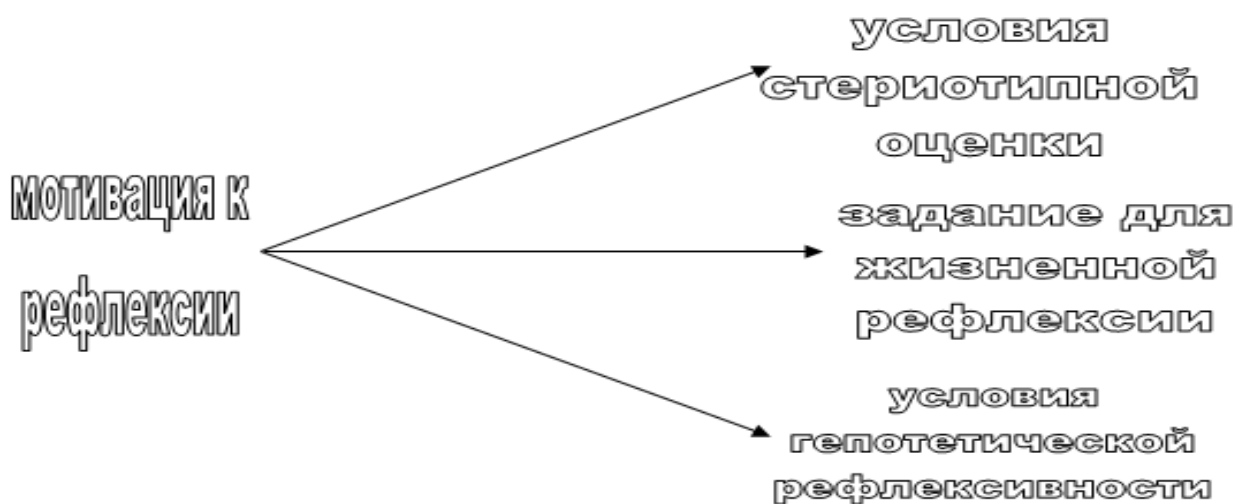 мотивация к
рефлексии
условия
стериотипной
оценки
задание для
жизненной
рефлексии
условия
гепотетической
рефлексивности